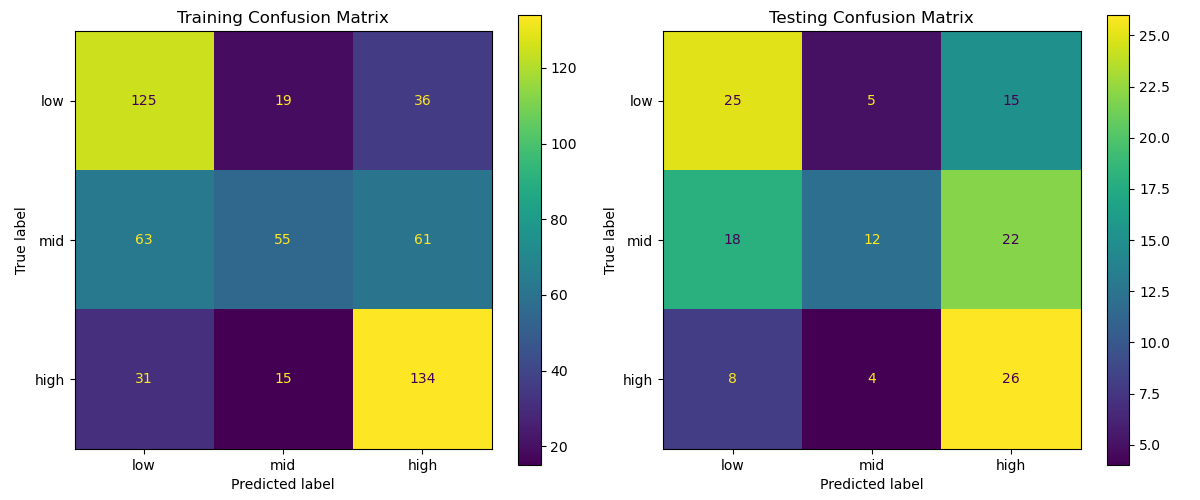 Training Confusion Matrix
low
mid
high
True label
125 19 36
63 55 61
31 15 134
low mid high
Predicted label
120
100
80
60
40
20
Testing Confusion Matrix
low
mid
high
True label
25 5 15
18 12 22
8 4 26
low mid high
Predicted label
25.0
22.5
20.0
17.5
15.0
12.5
10.0
7.5
5.0